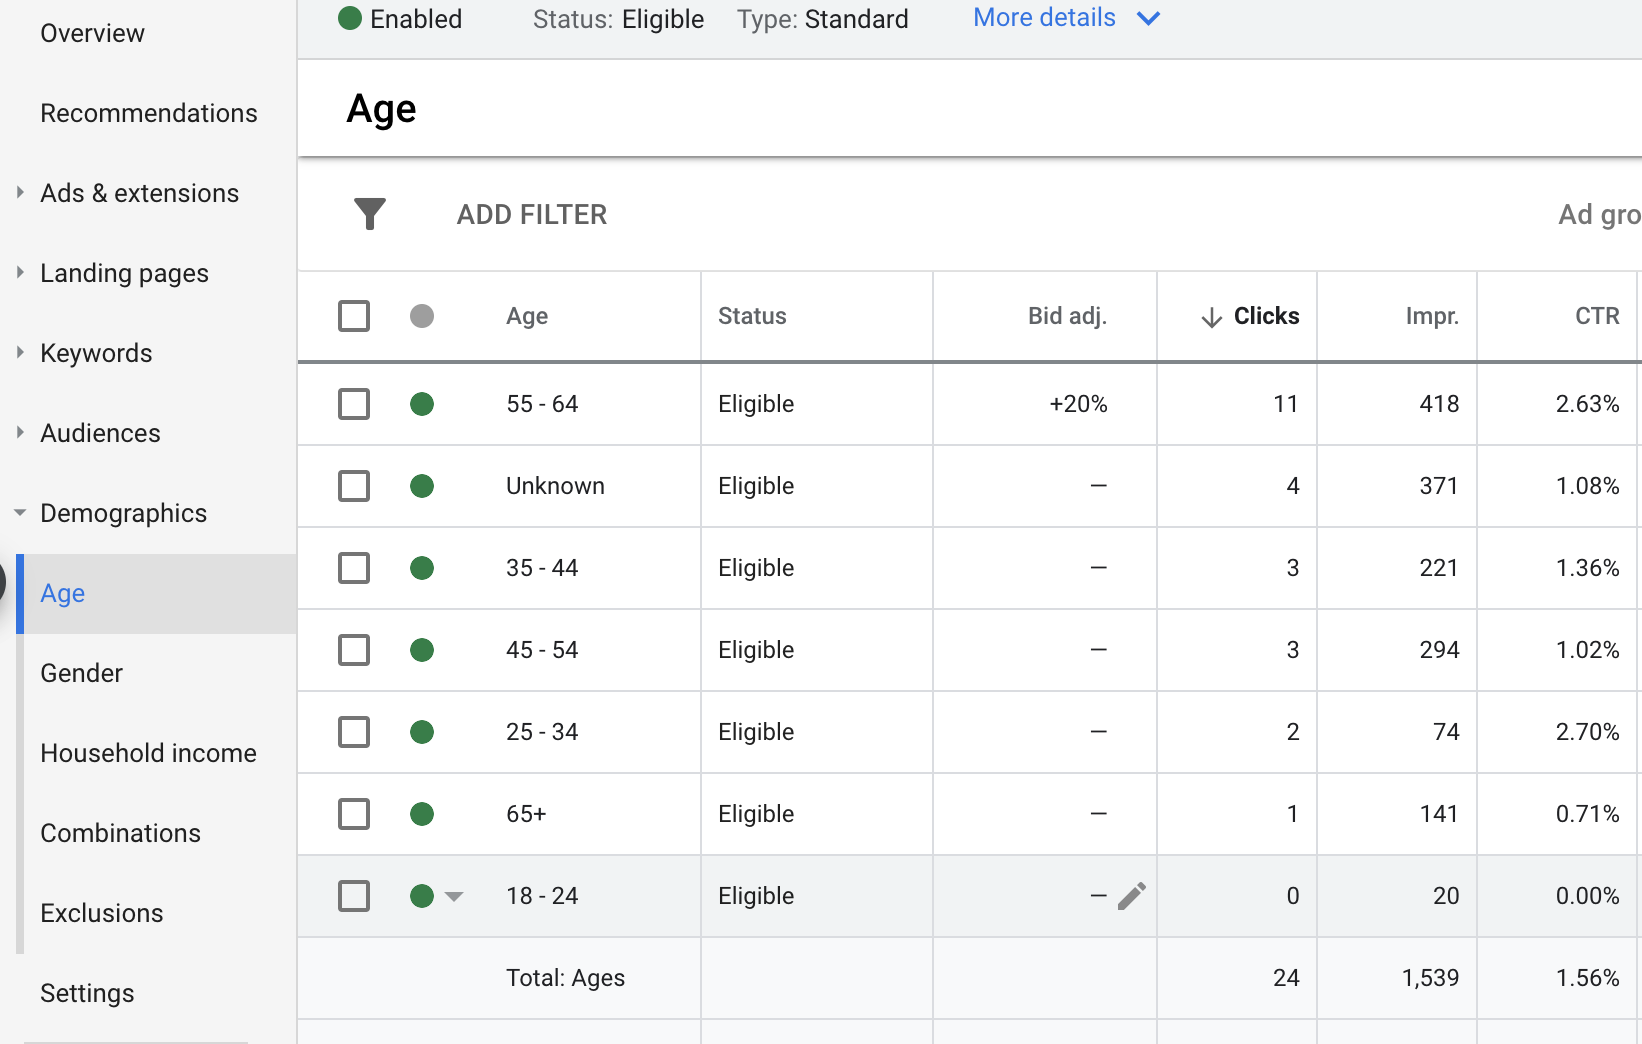 Overview
Recommendations
Ads & extensions
Landing pages
Keywords
Audiences
Demographics
Age
Gender
Household income
Combinations
Exclusions
Settings
Enabled Status: Eligible Type: Standard More details
Age
ADD FILTER Ad gro
Age Status Bid adj. Clicks Impr. CTR
55 - 64 Eligible +20% 11 418 2.63%
Unknown Eligible — 4 371 1.08%
35 - 44 Eligible — 3 221 1.36%
45 - 54 Eligible — 3 294 1.02%
25 - 34 Eligible — 2 74 2.70%
65+ Eligible — 1 141 0.71%
18 - 24 Eligible — 0 20 0.00%
Total: Ages 24 1,539 1.56%